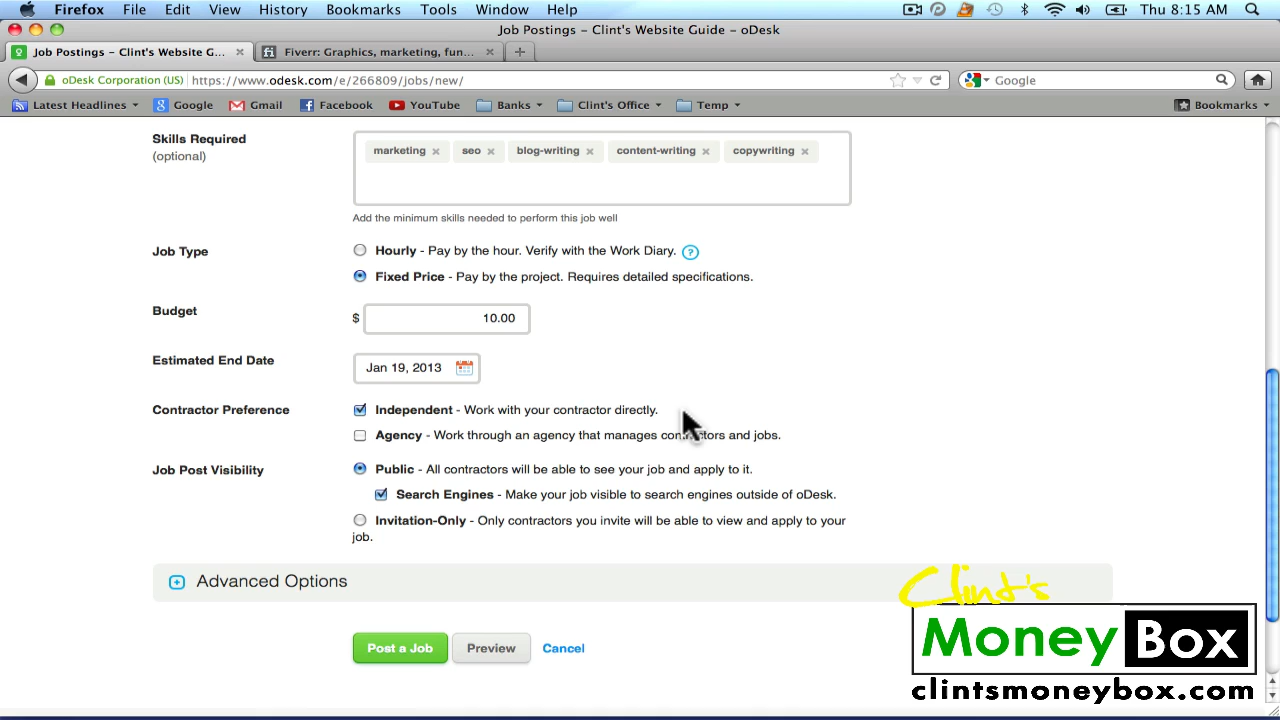 Firefox File Edit View History Bookmarks Tools Window Help Thu 8:15 AM
Job Postings – Clint's Website Guide – oDesk
Job Postings – Clint's Website G... Fiverr: Graphics, marketing, fun...
oDesk Corporation (US) https://www.odesk.com/e/266809/jobs/new/ Google
Latest Headlines Google Gmail Facebook YouTube Banks Clint's Office Temp Bookmarks
Skills Required
(optional)
marketing seo blog-writing content-writing copywriting
Add the minimum skills needed to perform this job well
Job Type
Hourly - Pay by the hour. Verify with the Work Diary. ?
Fixed Price - Pay by the project. Requires detailed specifications.
Budget
$ 10.00
Estimated End Date
Jan 19, 2013
Contractor Preference
Independent - Work with your contractor directly.
Agency - Work through an agency that manages contractors and jobs.
Job Post Visibility
Public - All contractors will be able to see your job and apply to it.
Search Engines - Make your job visible to search engines outside of oDesk.
Invitation-Only - Only contractors you invite will be able to view and apply to your
job.
Advanced Options
Post a Job Preview Cancel
Clint's
Money Box
clintsmoneybox.com